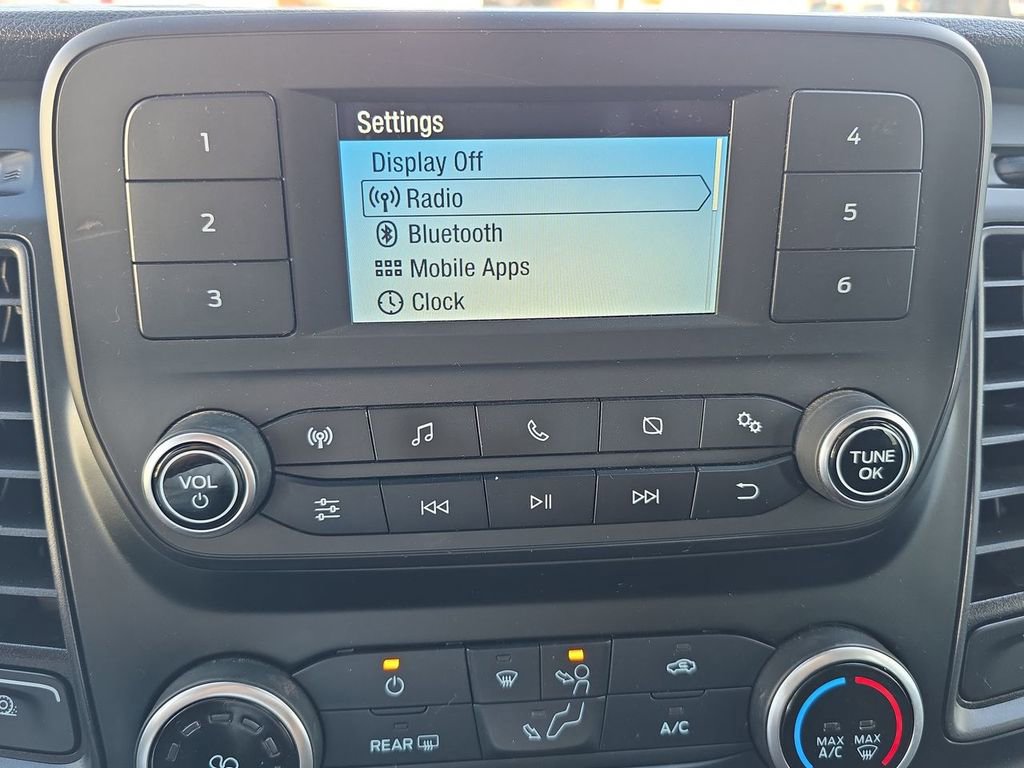 Settings
Display Off
Radio
Bluetooth
Mobile Apps
Clock
1
2
3
4
5
6
VOL
TUNE
OK
REAR
A/C
MAX
A/C
MAX